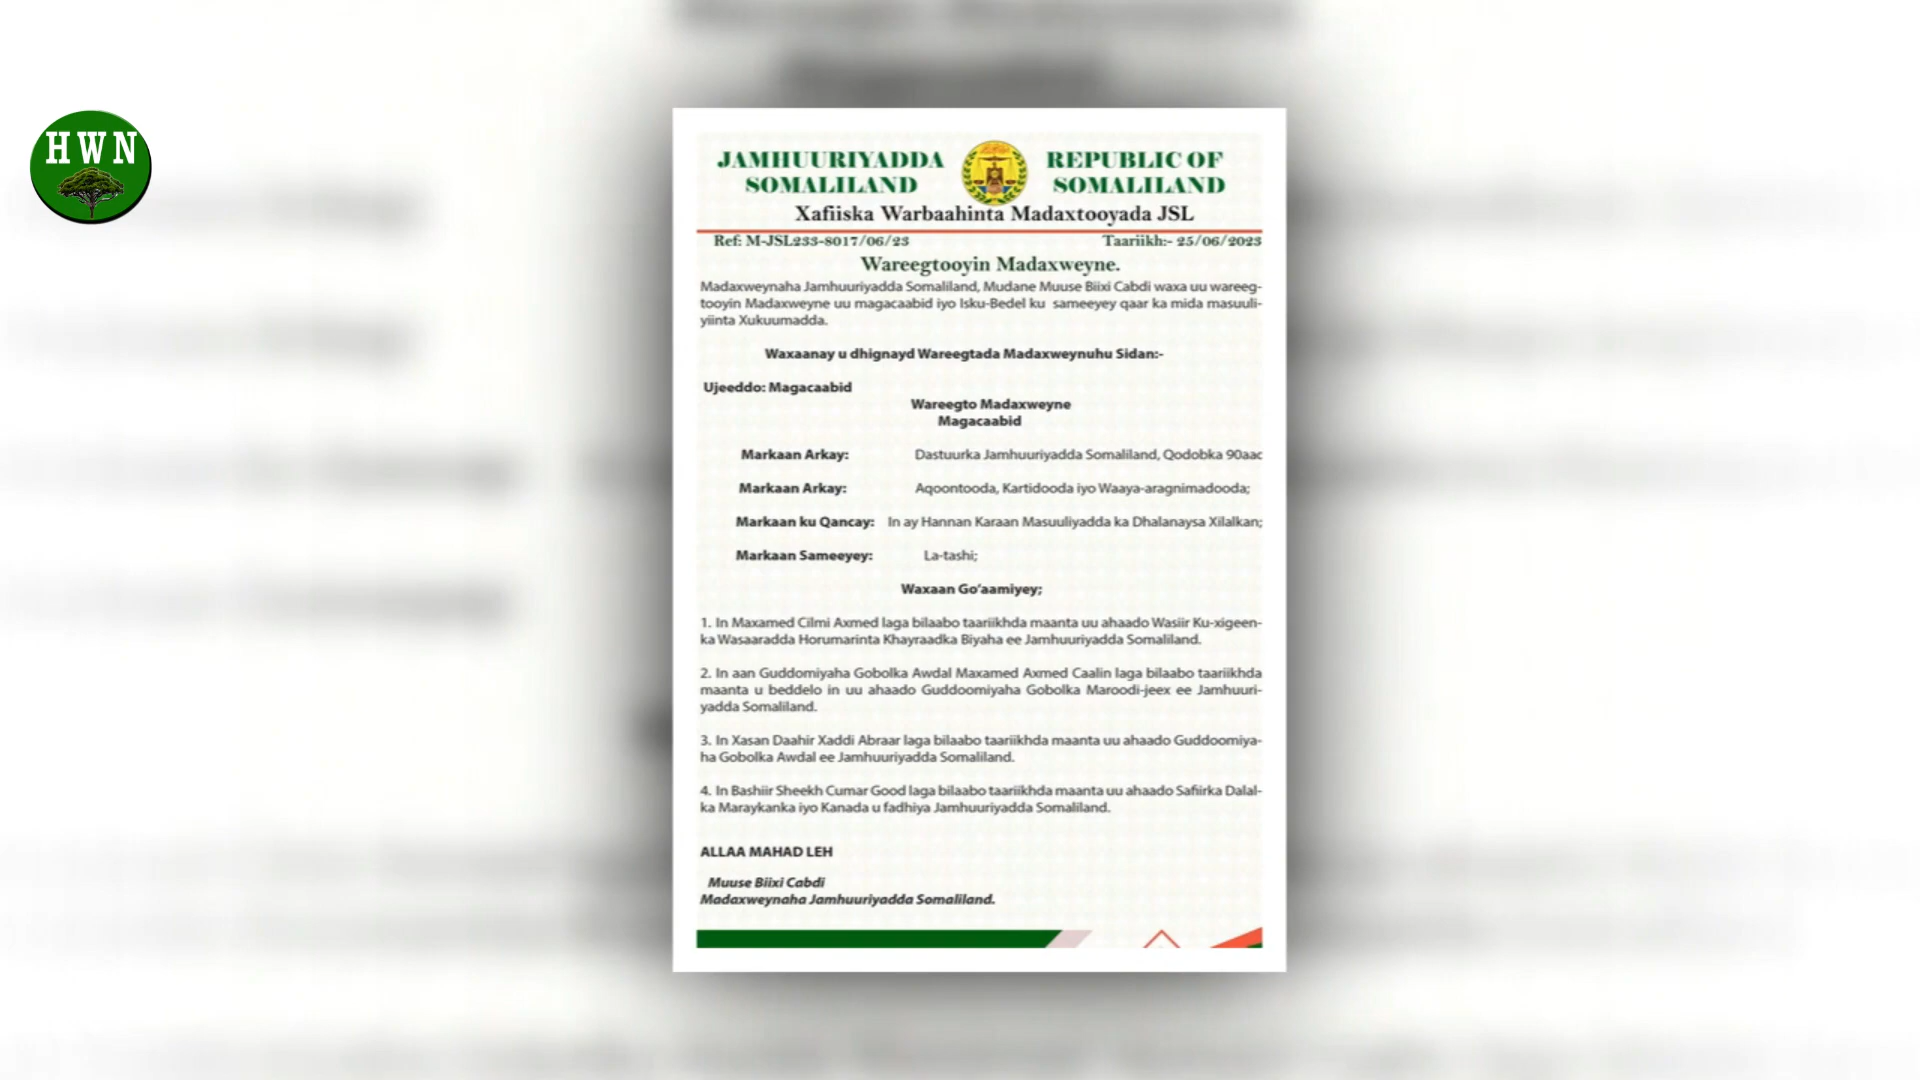 HWN
JAMHUURIYADDA SOMALILAND
REPUBLIC OF SOMALILAND
Xafiiska Warbaahinta Madaxtooyada JSL
Ref: M-JSL233-8017/06/23 Taariikh:- 25/06/2023
Wareegtooyin Madaxweyne.
Madaxweynaha Jamhuuriyadda Somaliland, Mudane Muuse Biixi Cabdi waxa uu wareeg-
tooyin Madaxweyne uu magacaabid iyo Isku-Bedel ku sameeyey qaar ka mida masuuli-
yiinta Xukuumadda.
Waxaanay u dhignayd Wareegtada Madaxweynuhu Sidan:-
Ujeeddo: Magacaabid
Wareegto Madaxweyne
Magacaabid
Markaan Arkay: Dastuurka Jamhuuriyadda Somaliland, Qodobka 90aac
Markaan Arkay: Aqoontooda, Kartidooda iyo Waaya-aragnimadooda;
Markaan ku Qancay: In ay Hannan Karaan Masuuliyadda ka Dhalanaysa Xilalkan;
Markaan Sameeyey: La-tashi;
Waxaan Go'aamiyey;
1. In Maxamed Cilmi Axmed laga bilaabo taariikhda maanta uu ahaado Wasiir Ku-xigeen-
ka Wasaaradda Horumarinta Khayraadka Biyaha ee Jamhuuriyadda Somaliland.
2. In aan Guddomiyaha Gobolka Awdal Maxamed Axmed Caalin laga bilaabo taariikhda
maanta u beddelo in uu ahaado Guddoomiyaha Gobolka Maroodi-jeex ee Jamhuuri-
yadda Somaliland.
3. In Xasan Daahir Xaddi Abraar laga bilaabo taariikhda maanta uu ahaado Guddoomiya-
ha Gobolka Awdal ee Jamhuuriyadda Somaliland.
4. In Bashiir Sheekh Cumar Good laga bilaabo taariikhda maanta uu ahaado Safiirka Dalal-
ka Maraykanka iyo Kanada u fadhiya Jamhuuriyadda Somaliland.
ALLAA MAHAD LEH
Muuse Biixi Cabdi
Madaxweynaha Jamhuuriyadda Somaliland.